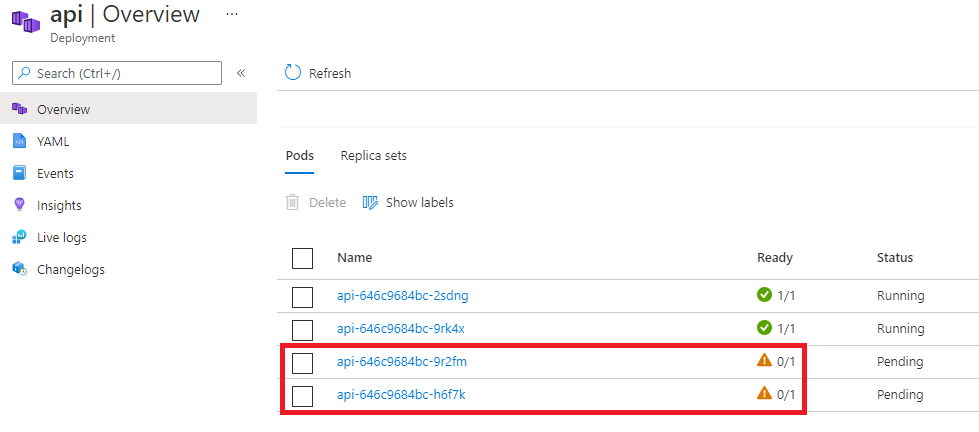 api | Overview ...
Deployment
Search (Ctrl+/) «
Overview
YAML
Events
Insights
Live logs
Changelogs
Refresh
Pods Replica sets
Delete Show labels
Name Ready Status
api-646c9684bc-2sdng 1/1 Running
api-646c9684bc-9rk4x 1/1 Running
api-646c9684bc-9r2fm 0/1 Pending
api-646c9684bc-h6f7k 0/1 Pending